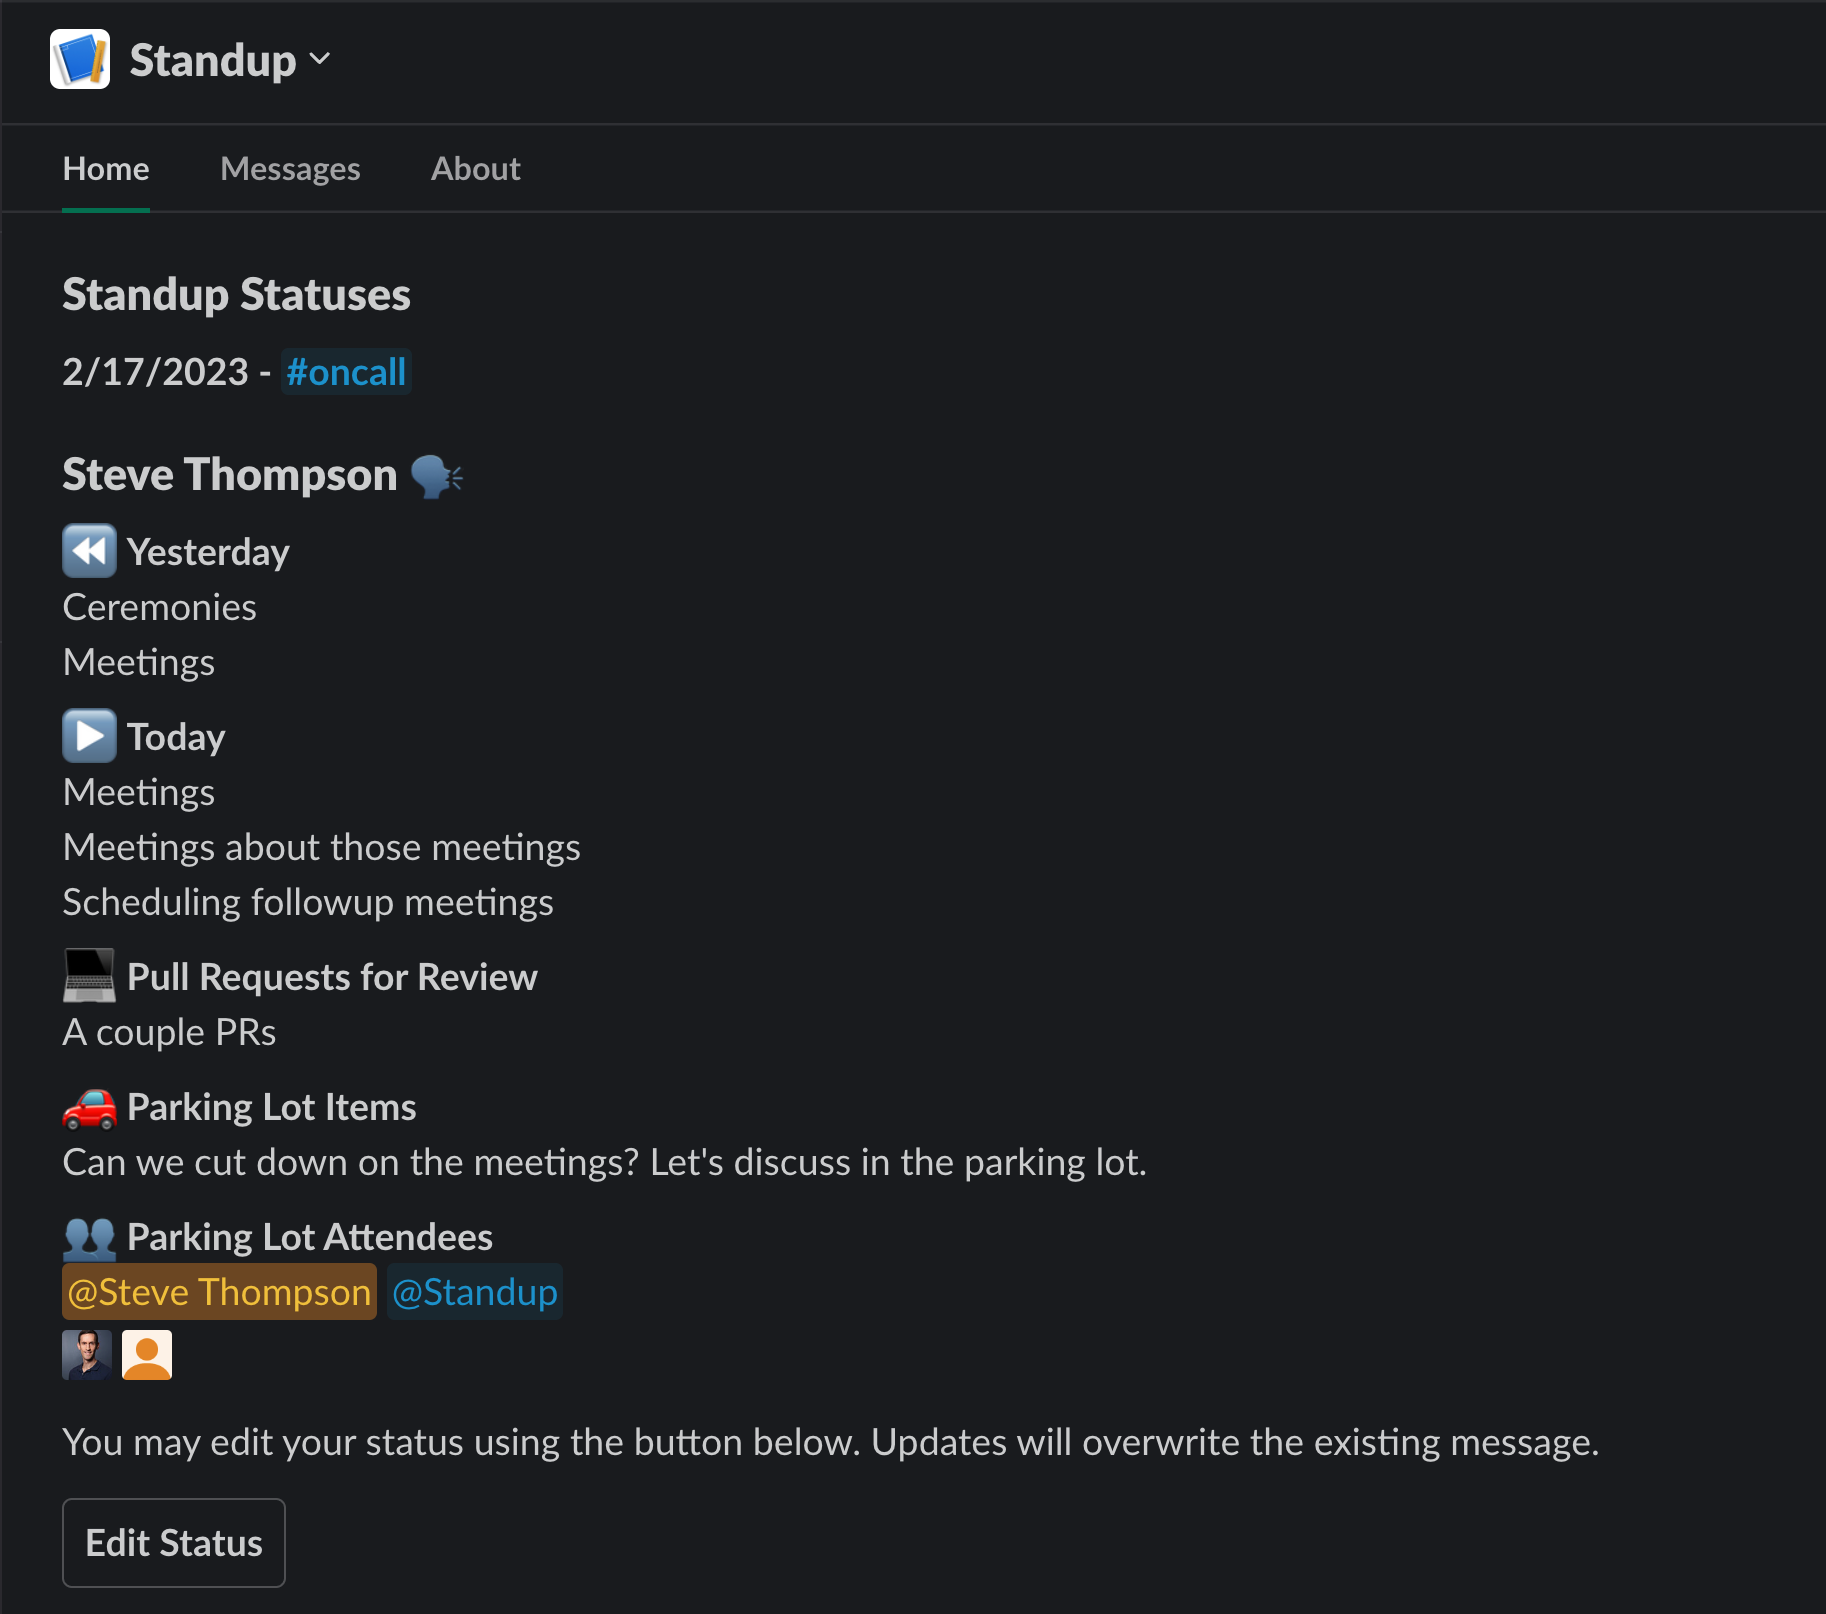 Standup
Home Messages About
Standup Statuses
2/17/2023 - #oncall
Steve Thompson
Yesterday
Ceremonies
Meetings
Today
Meetings
Meetings about those meetings
Scheduling followup meetings
Pull Requests for Review
A couple PRs
Parking Lot Items
Can we cut down on the meetings? Let's discuss in the parking lot.
Parking Lot Attendees
@Steve Thompson @Standup
You may edit your status using the button below. Updates will overwrite the existing message.
Edit Status